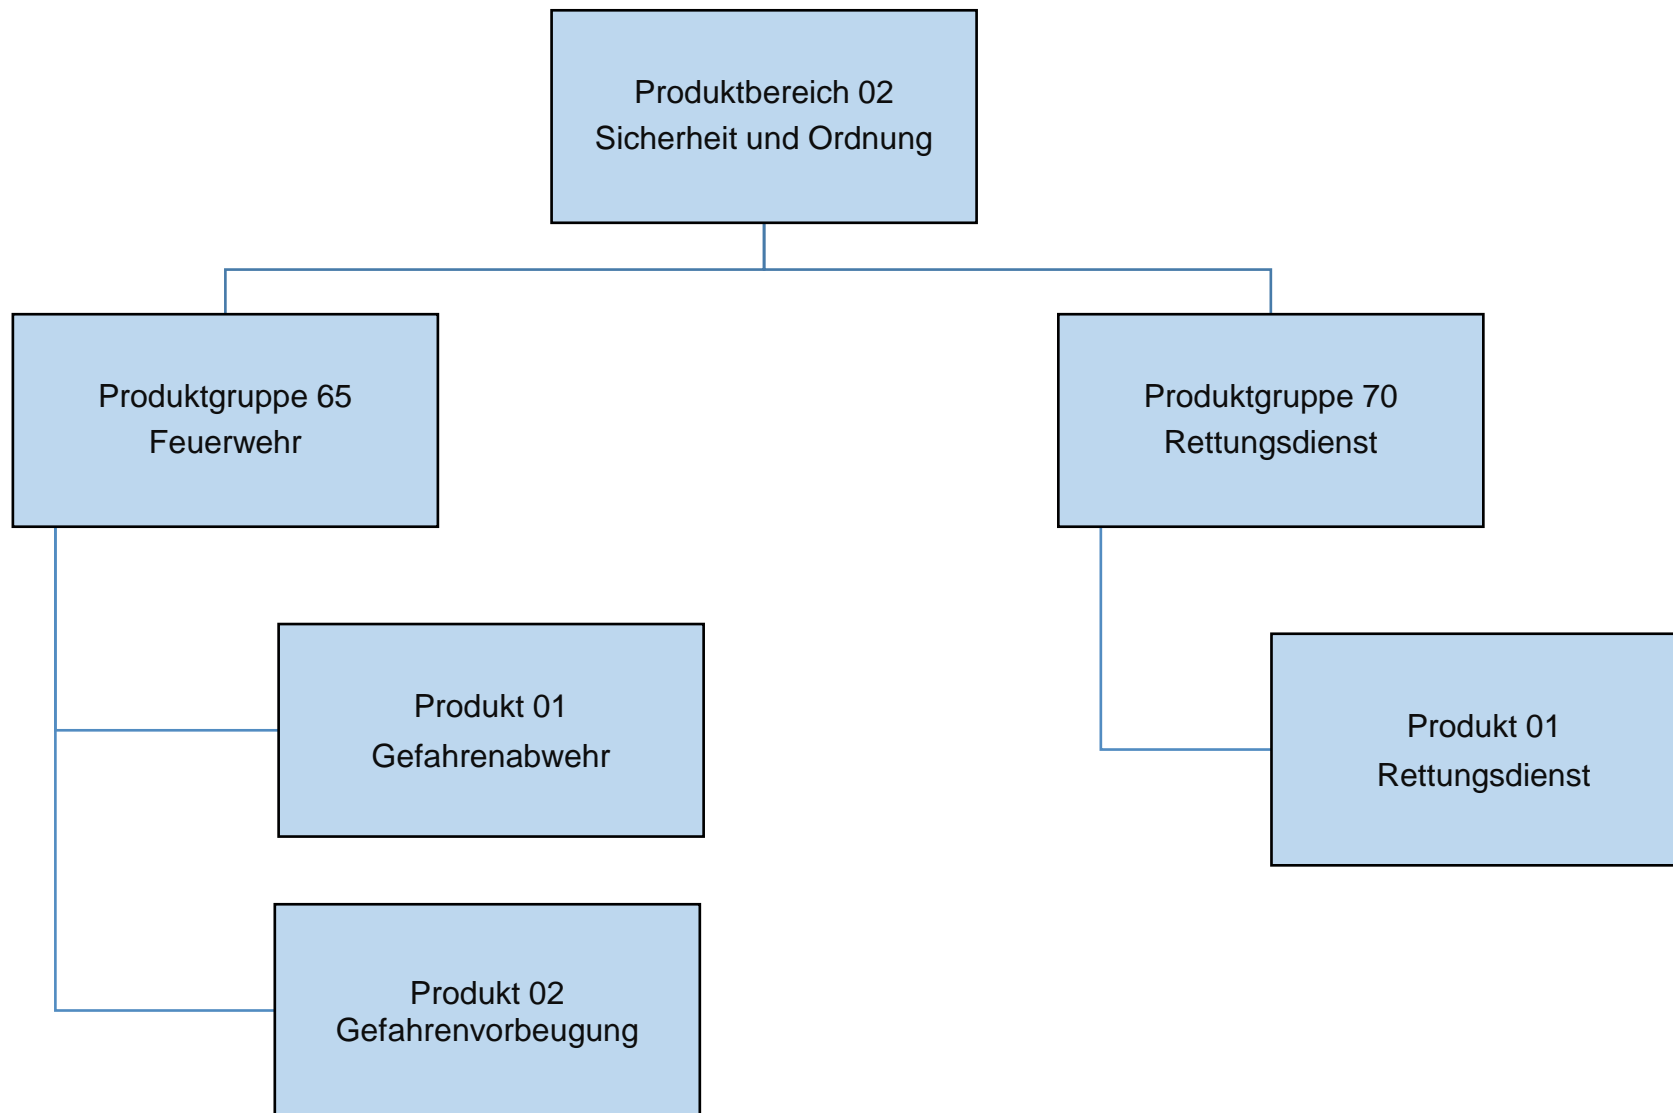 Produktbereich 02
Sicherheit und Ordnung
Produktgruppe 65
Feuerwehr
Produktgruppe 70
Rettungsdienst
Produkt 01
Gefahrenabwehr
Produkt 01
Rettungsdienst
Produkt 02
Gefahrenvorbeugung